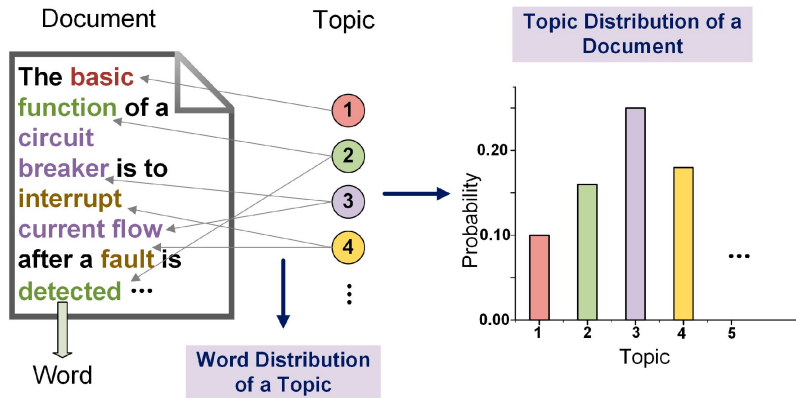 Document
The basic
function of a
circuit
breaker is to
interrupt
current flow
after a fault is
detected ...
Word
Topic
1
2
3
4
...
Word Distribution
of a Topic
Topic Distribution of a
Document
Probability
0.20
0.10
0.00
1 2 3 4 5
...
Topic